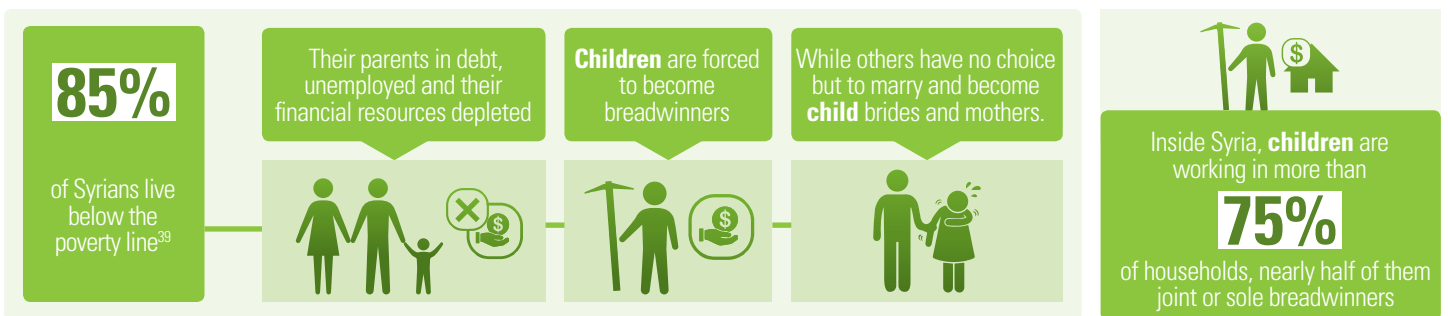 85%
of Syrians live
below the
poverty line39
Their parents in debt,
unemployed and their
financial resources depleted
$
Children are forced
to become
breadwinners
$
While others have no choice
but to marry and become
child brides and mothers.
$
Inside Syria, children are
working in more than
75%
of households, nearly half of them
joint or sole breadwinners